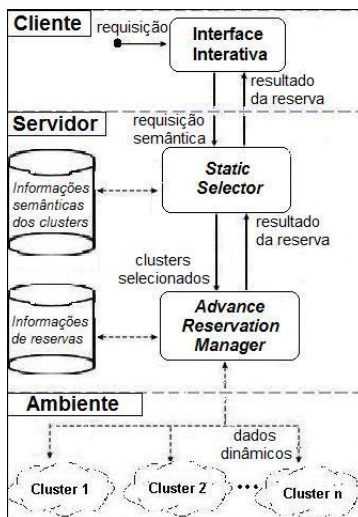 Cliente
requisição
Interface
Interativa
resultado
da reserva
Servidor
requisição
semântica
Informações
semânticas
dos clusters
Static
Selector
resultado
da reserva
clusters
selecionados
Informações
de reservas
Advance
Reservation
Manager
Ambiente
dados
dinâmicos
Cluster 1
Cluster 2
...
Cluster n